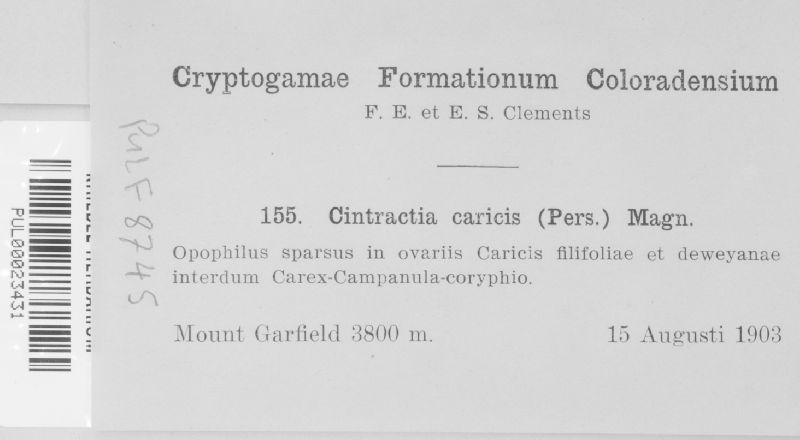 Cryptogamae Formationum Coloradensium
F. E. et E. S. Clements
155. Cintractia caricis (Pers.) Magn.
Opophilus sparsus in ovariis Caricis filifoliae et deweyanae
interdum Carex-Campanula-coryphio.
Mount Garfield 3800 m. 15 Augusti 1903
PUL F 8745
PUL00023431